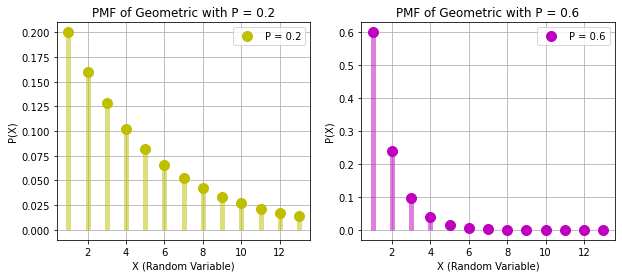 PMF of Geometric with P = 0.2
P = 0.2
0.200
0.175
0.150
0.125
0.100
0.075
0.050
0.025
0.000
P(X)
2 4 6 8 10 12
X (Random Variable)
PMF of Geometric with P = 0.6
P = 0.6
0.6
0.5
0.4
0.3
0.2
0.1
0.0
P(X)
2 4 6 8 10 12
X (Random Variable)